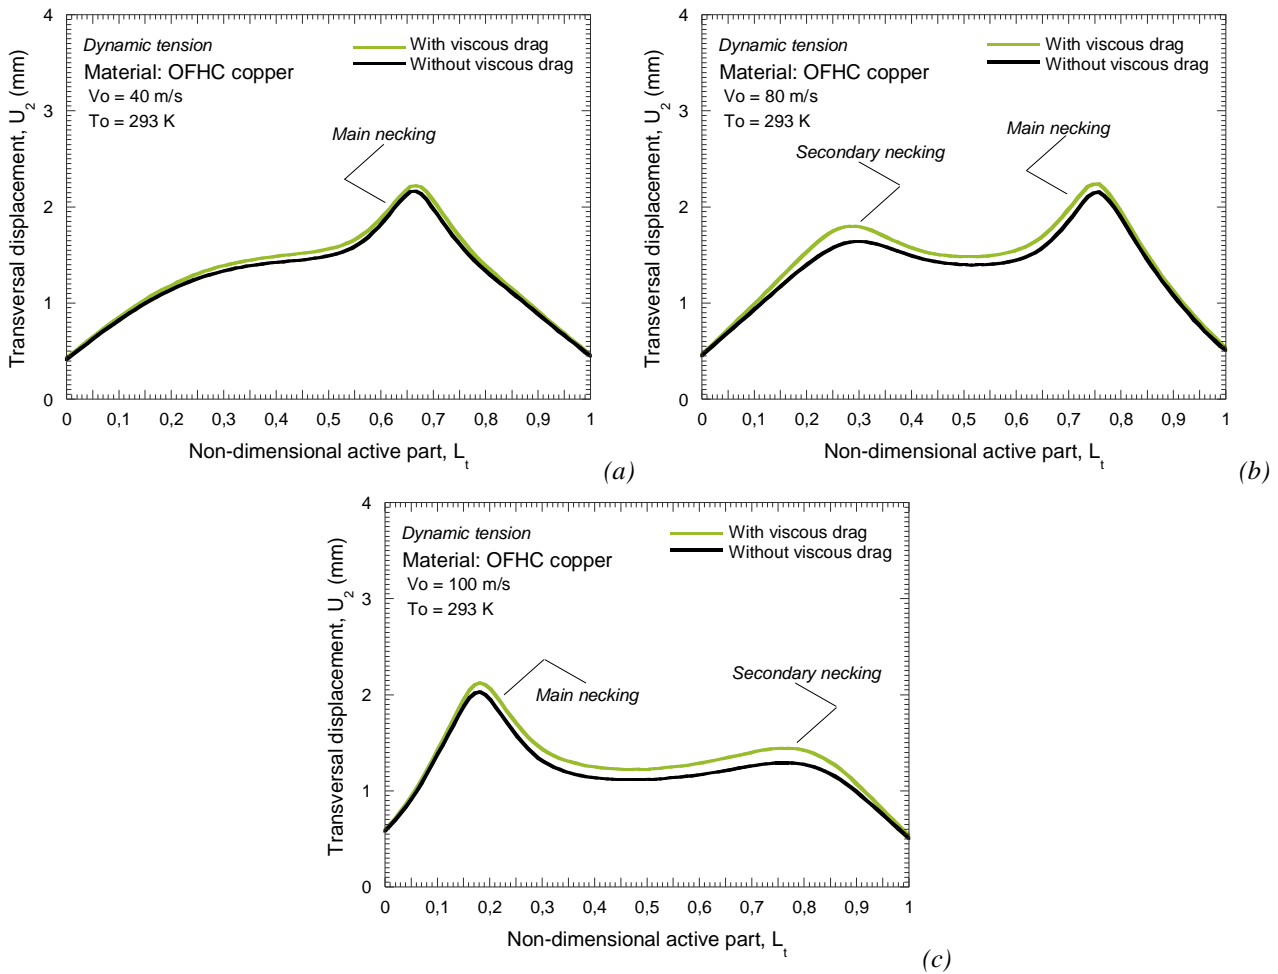 Dynamic tension
Material: OFHC copper
Vo = 40 m/s
To = 293 K
With viscous drag
Without viscous drag
Main necking
Transversal displacement, U2 (mm)
4
3
2
1
0
0 0,1 0,2 0,3 0,4 0,5 0,6 0,7 0,8 0,9 1
Non-dimensional active part, Lt
(a)
Dynamic tension
Material: OFHC copper
Vo = 80 m/s
To = 293 K
With viscous drag
Without viscous drag
Secondary necking
Main necking
Transversal displacement, U2 (mm)
4
3
2
1
0
0 0,1 0,2 0,3 0,4 0,5 0,6 0,7 0,8 0,9 1
Non-dimensional active part, Lt
(b)
Dynamic tension
Material: OFHC copper
Vo = 100 m/s
To = 293 K
With viscous drag
Without viscous drag
Main necking
Secondary necking
Transversal displacement, U2 (mm)
4
3
2
1
0
0 0,1 0,2 0,3 0,4 0,5 0,6 0,7 0,8 0,9 1
Non-dimensional active part, Lt
(c)